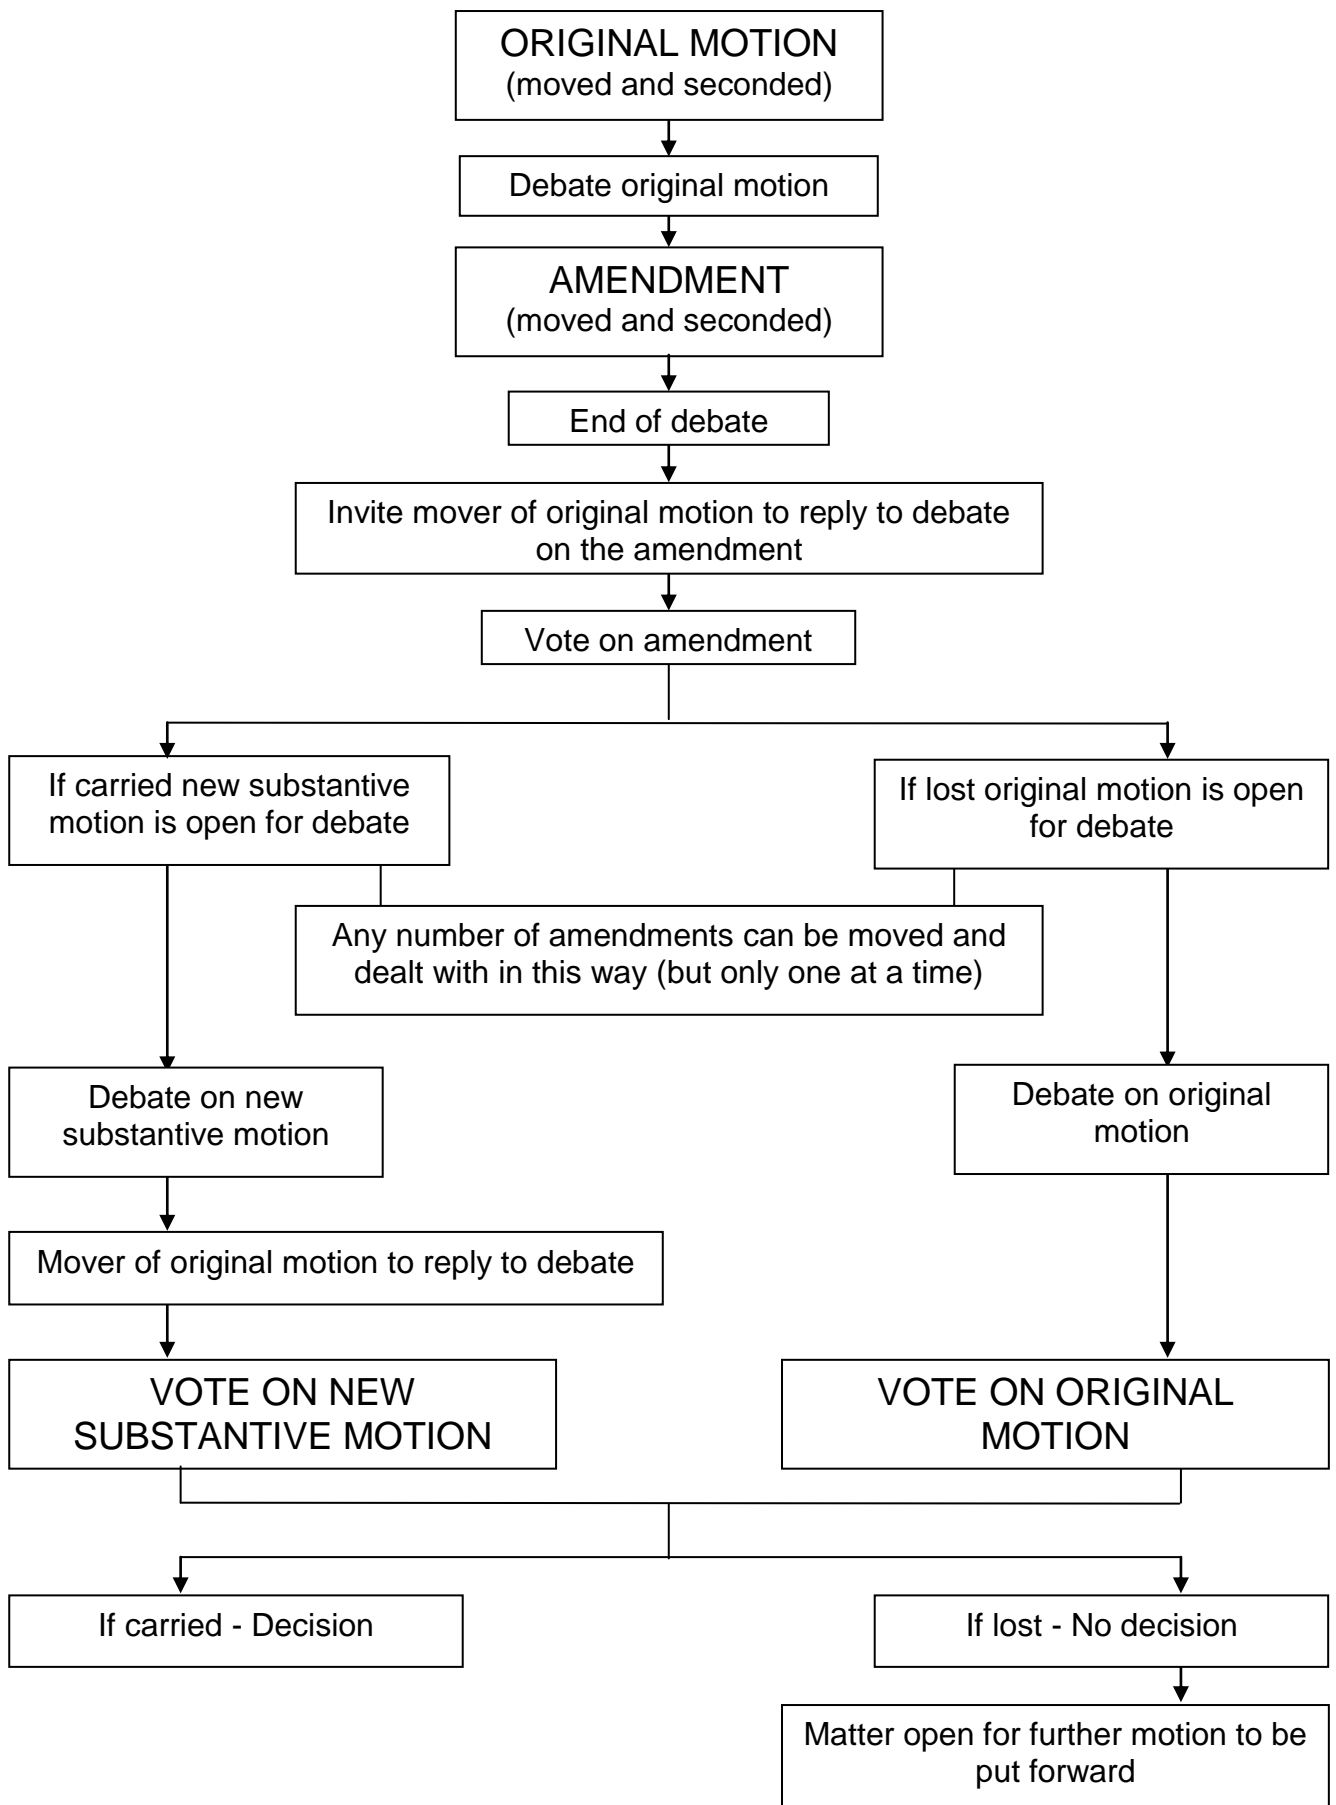 ORIGINAL MOTION
(moved and seconded)
Debate original motion
AMENDMENT
(moved and seconded)
End of debate
Invite mover of original motion to reply to debate
on the amendment
Vote on amendment
If carried new substantive
motion is open for debate
If lost original motion is open
for debate
Any number of amendments can be moved and
dealt with in this way (but only one at a time)
Debate on new
substantive motion
Debate on original
motion
Mover of original motion to reply to debate
VOTE ON NEW
SUBSTANTIVE MOTION
VOTE ON ORIGINAL
MOTION
If carried - Decision
If lost - No decision
Matter open for further motion to be
put forward